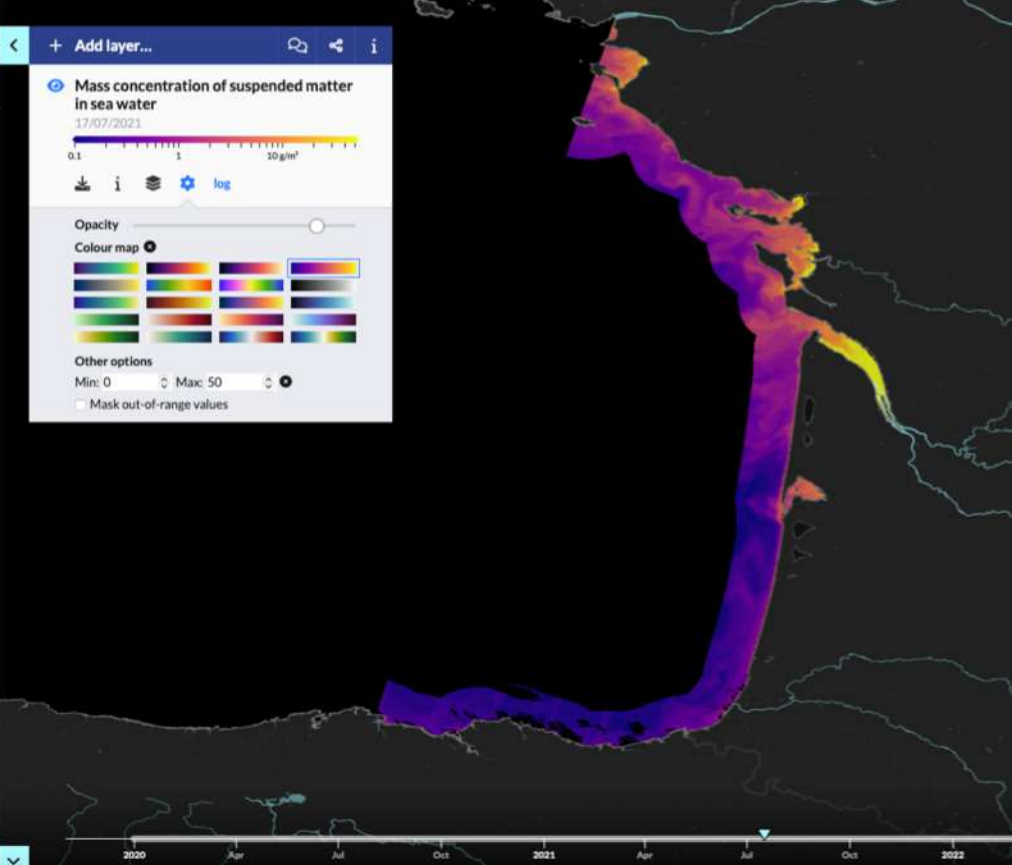 + Add layer...
Mass concentration of suspended matter
in sea water
17/07/2021
0.1 1 10 g/m³
log
Opacity
Colour map
Other options
Min: 0 Max: 50
Mask out-of-range values
2020 Apr Jul Oct 2021 Apr Jul Oct 2022